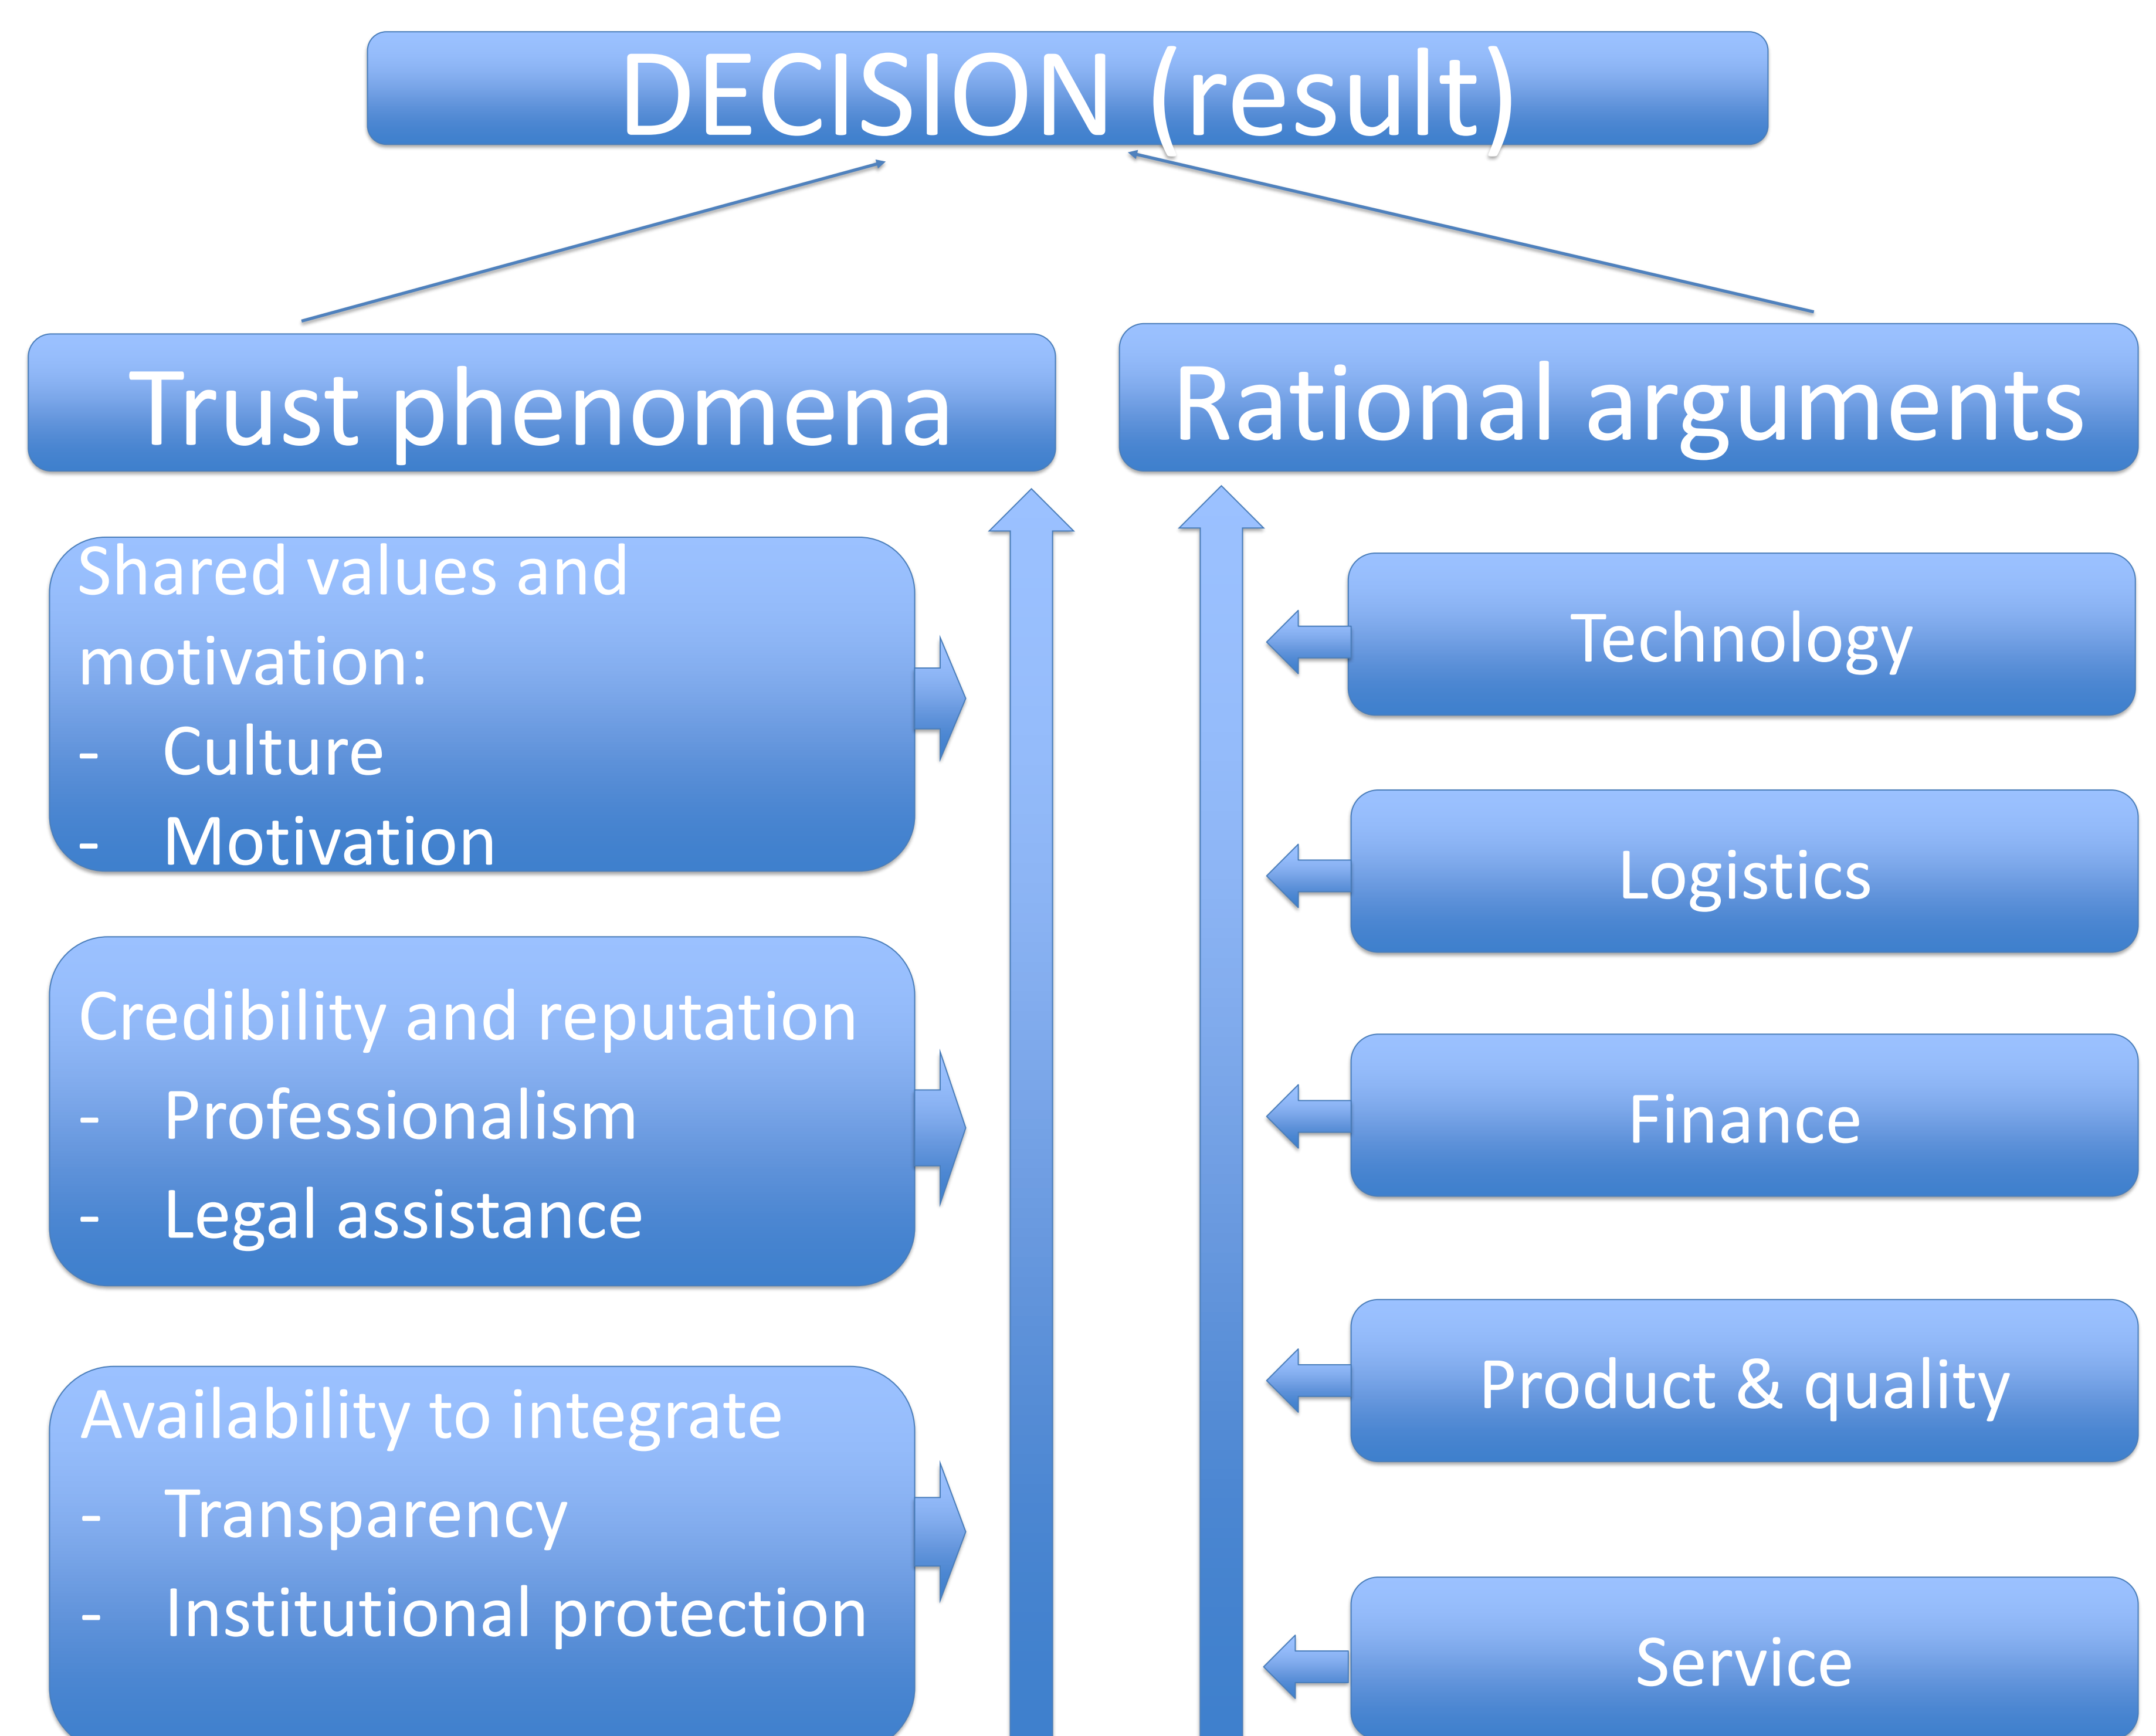 DECISION (result)
Trust phenomena
Rational arguments
Shared values and
motivation:
- Culture
- Motivation
Credibility and reputation
- Professionalism
- Legal assistance
Availability to integrate
- Transparency
- Institutional protection
Technology
Logistics
Finance
Product & quality
Service